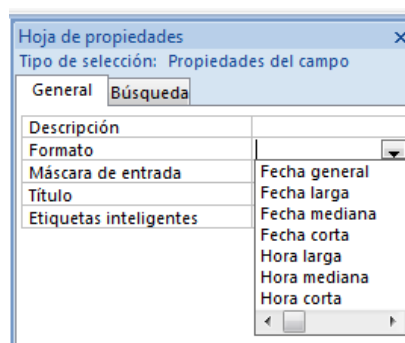 Hoja de propiedades
Tipo de selección: Propiedades del campo
General Búsqueda
Descripción
Formato
Máscara de entrada
Título
Etiquetas inteligentes
Fecha general
Fecha larga
Fecha mediana
Fecha corta
Hora larga
Hora mediana
Hora corta